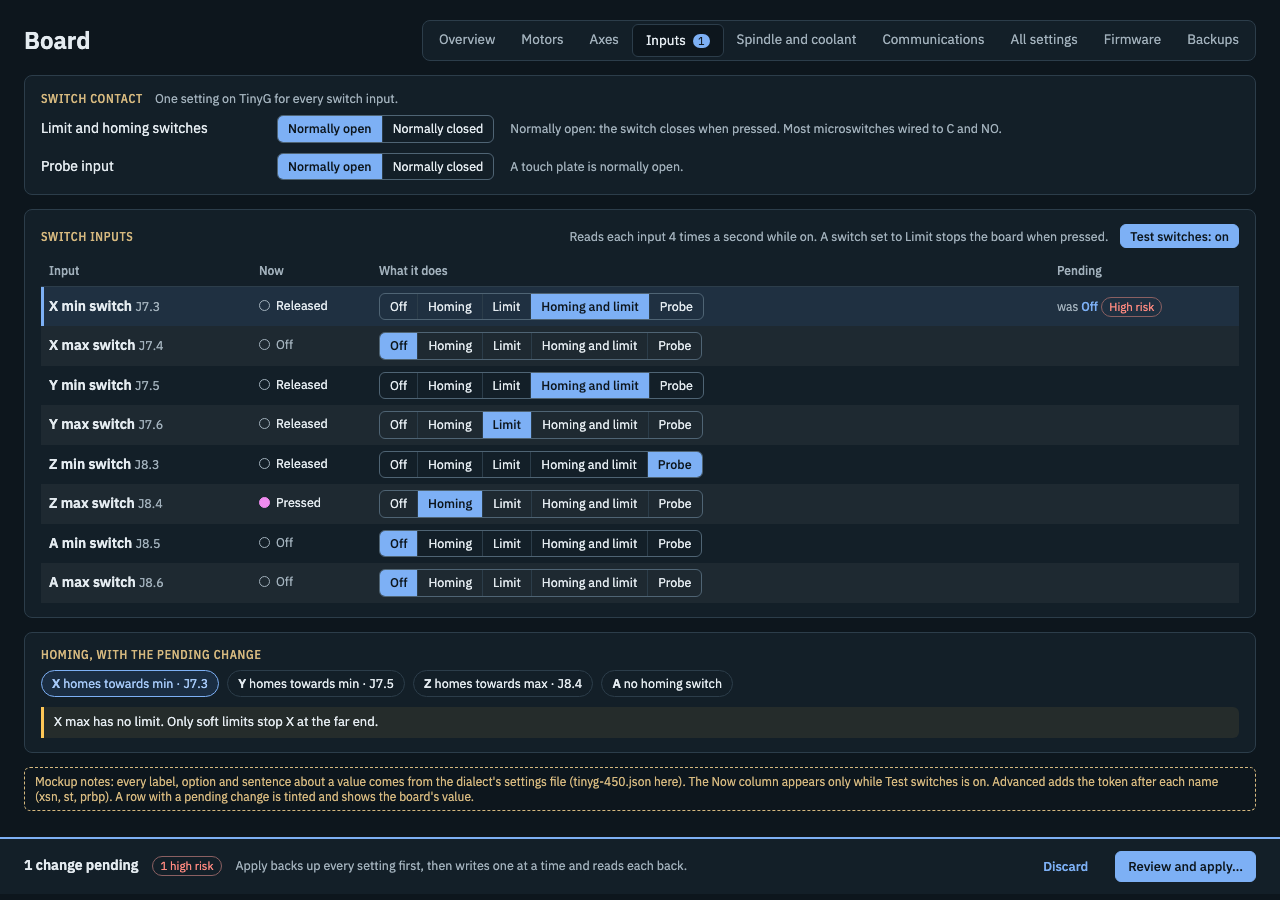 Board
Overview Motors Axes Inputs 1 Spindle and coolant Communications All settings Firmware Backups
SWITCH CONTACT One setting on TinyG for every switch input.
Limit and homing switches Normally open Normally closed Normally open: the switch closes when pressed. Most microswitches wired to C and NO.
Probe input Normally open Normally closed A touch plate is normally open.
SWITCH INPUTS Reads each input 4 times a second while on. A switch set to Limit stops the board when pressed. Test switches: on
Input Now What it does Pending
X min switch J7.3 Released Off Homing Limit Homing and limit Probe was Off High risk
X max switch J7.4 Off Off Homing Limit Homing and limit Probe
Y min switch J7.5 Released Off Homing Limit Homing and limit Probe
Y max switch J7.6 Released Off Homing Limit Homing and limit Probe
Z min switch J8.3 Released Off Homing Limit Homing and limit Probe
Z max switch J8.4 Pressed Off Homing Limit Homing and limit Probe
A min switch J8.5 Off Off Homing Limit Homing and limit Probe
A max switch J8.6 Off Off Homing Limit Homing and limit Probe
HOMING, WITH THE PENDING CHANGE
X homes towards min · J7.3 Y homes towards min · J7.5 Z homes towards max · J8.4 A no homing switch
X max has no limit. Only soft limits stop X at the far end.
Mockup notes: every label, option and sentence about a value comes from the dialect's settings file (tinyg-450.json here). The Now column appears only while Test switches is on. Advanced adds the token after each name
(xsn, st, prbp). A row with a pending change is tinted and shows the board's value.
1 change pending 1 high risk Apply backs up every setting first, then writes one at a time and reads each back. Discard Review and apply...